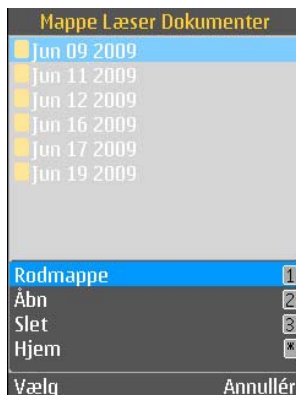 Mappe Læser Dokumenter
Jun 09 2009
Jun 11 2009
Jun 12 2009
Jun 16 2009
Jun 17 2009
Jun 19 2009
Rodmappe 1
Åbn 2
Slet 3
Hjem *
Vælg Annullér